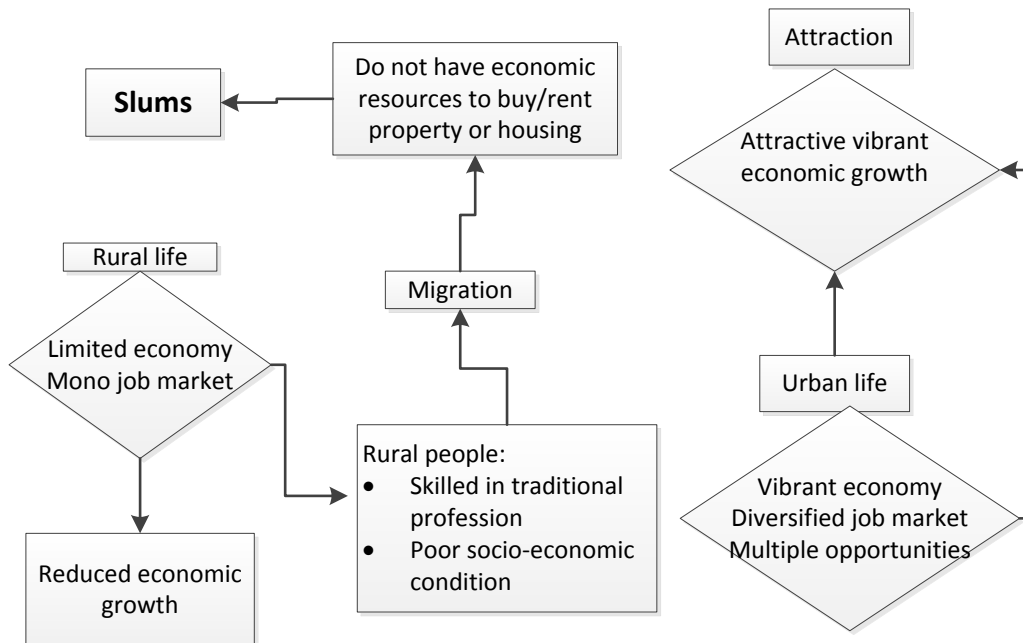 Attraction
Do not have economic
resources to buy/rent
property or housing
Slums
Attractive vibrant
economic growth
Rural life
Migration
Limited economy
Mono job market
Urban life
Rural people:
• Skilled in traditional
profession
• Poor socio-economic
condition
Vibrant economy
Diversified job market
Multiple opportunities
Reduced economic
growth